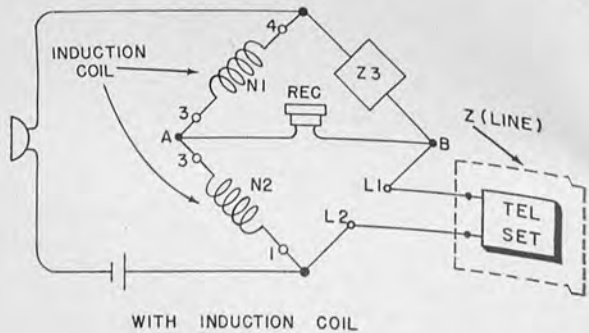 4
INDUCTION
COIL
N1
Z3
REC
3
A
B
Z (LINE)
3
N2
L1
L2
TEL
SET
1
WITH INDUCTION COIL